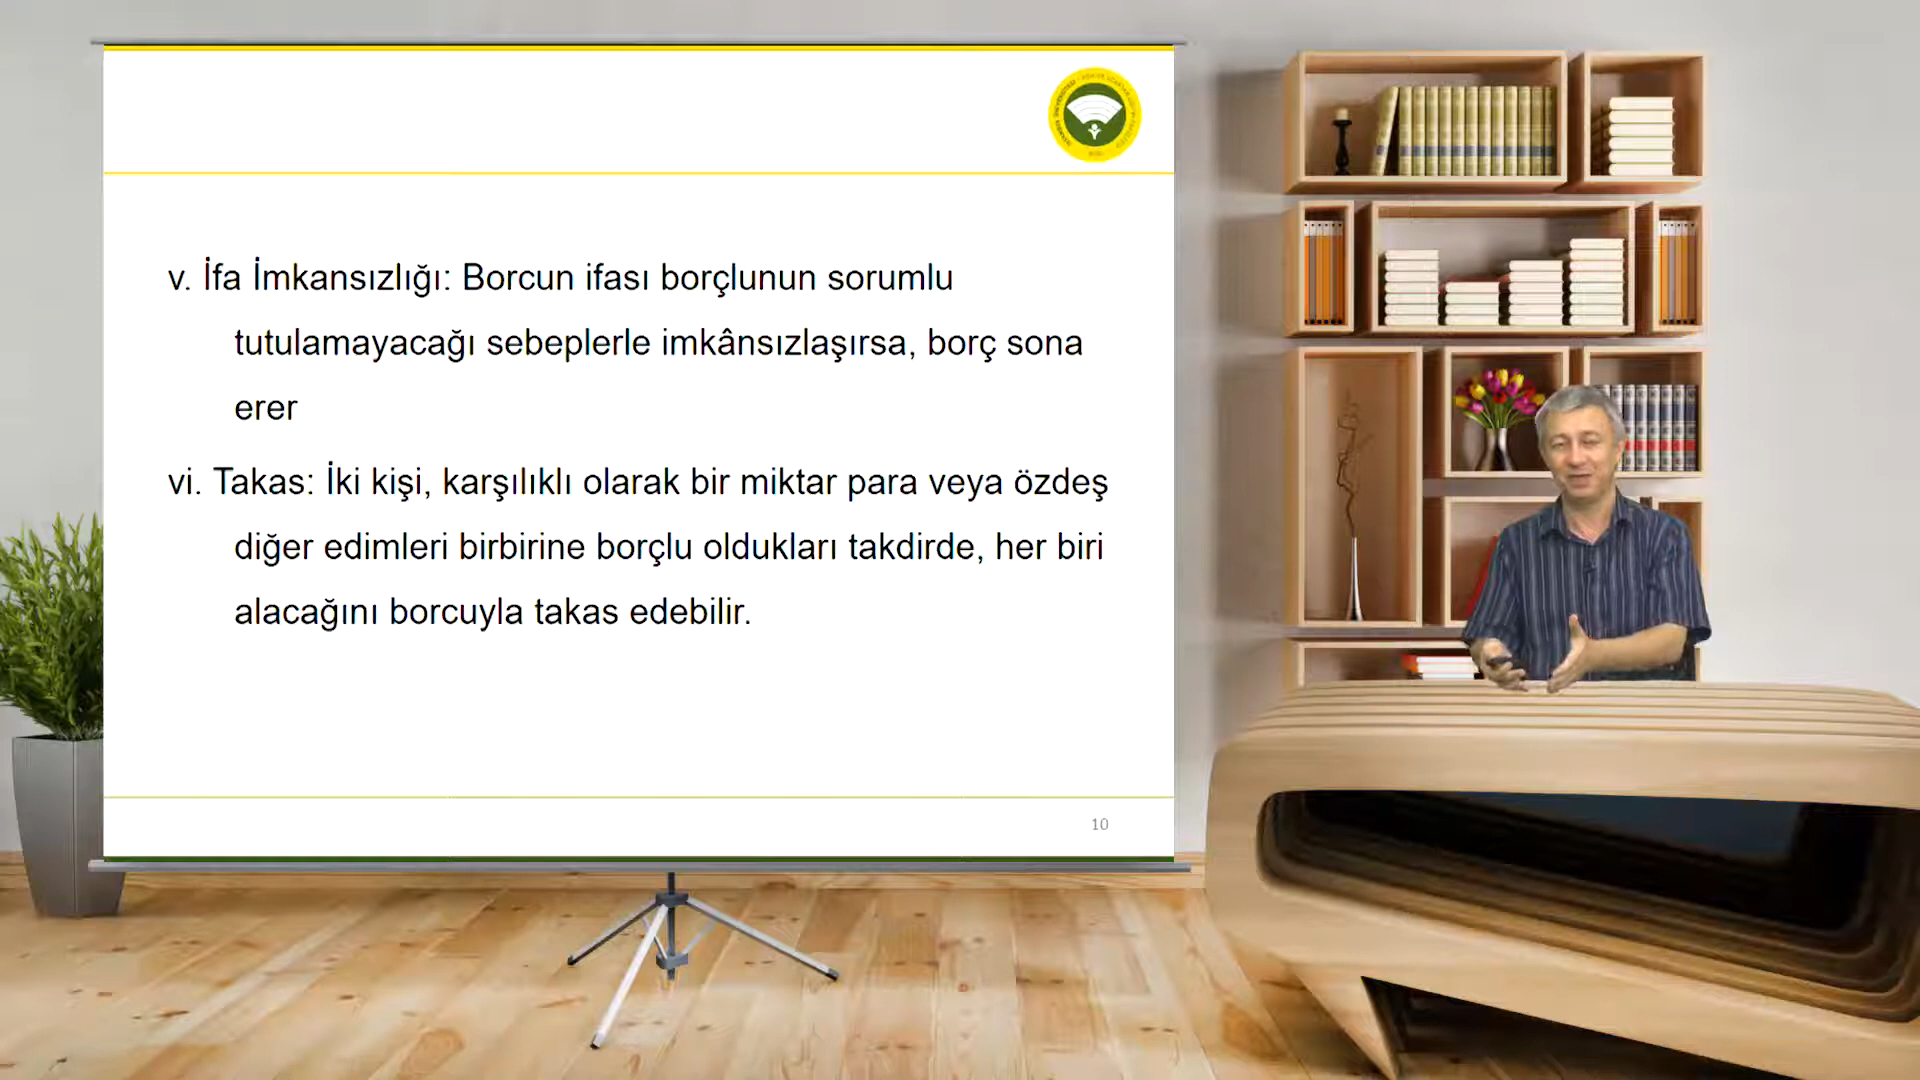 v. İfa İmkansızlığı: Borcun ifası borçlunun sorumlu
tutulamayacağı sebeplerle imkânsızlaşırsa, borç sona
erer
vi. Takas: İki kişi, karşılıklı olarak bir miktar para veya özdeş
diğer edimleri birbirine borçlu oldukları takdirde, her biri
alacağını borcuyla takas edebilir.
10